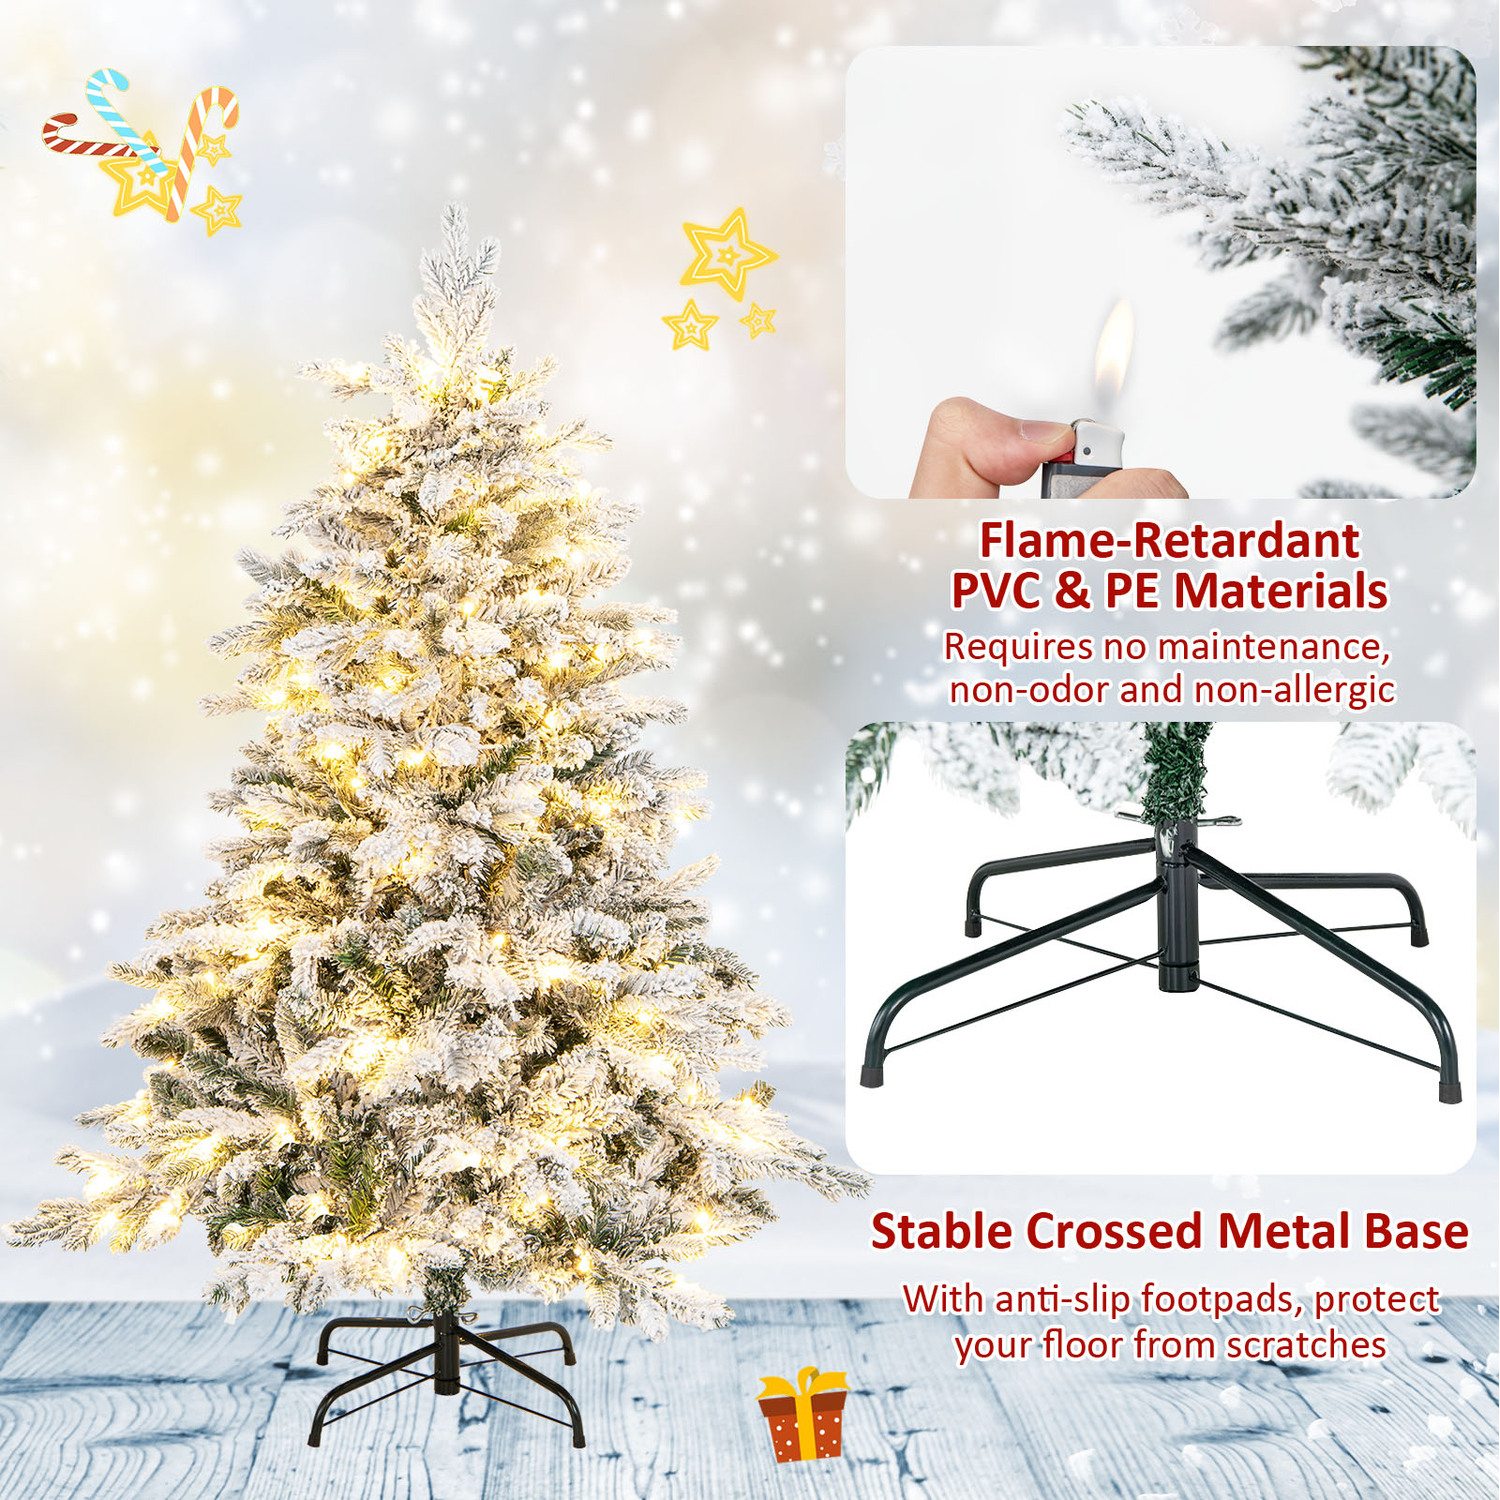 Flame-Retardant
PVC & PE Materials
Requires no maintenance,
non-odor and non-allergic
Stable Crossed Metal Base
With anti-slip footpads, protect
your floor from scratches